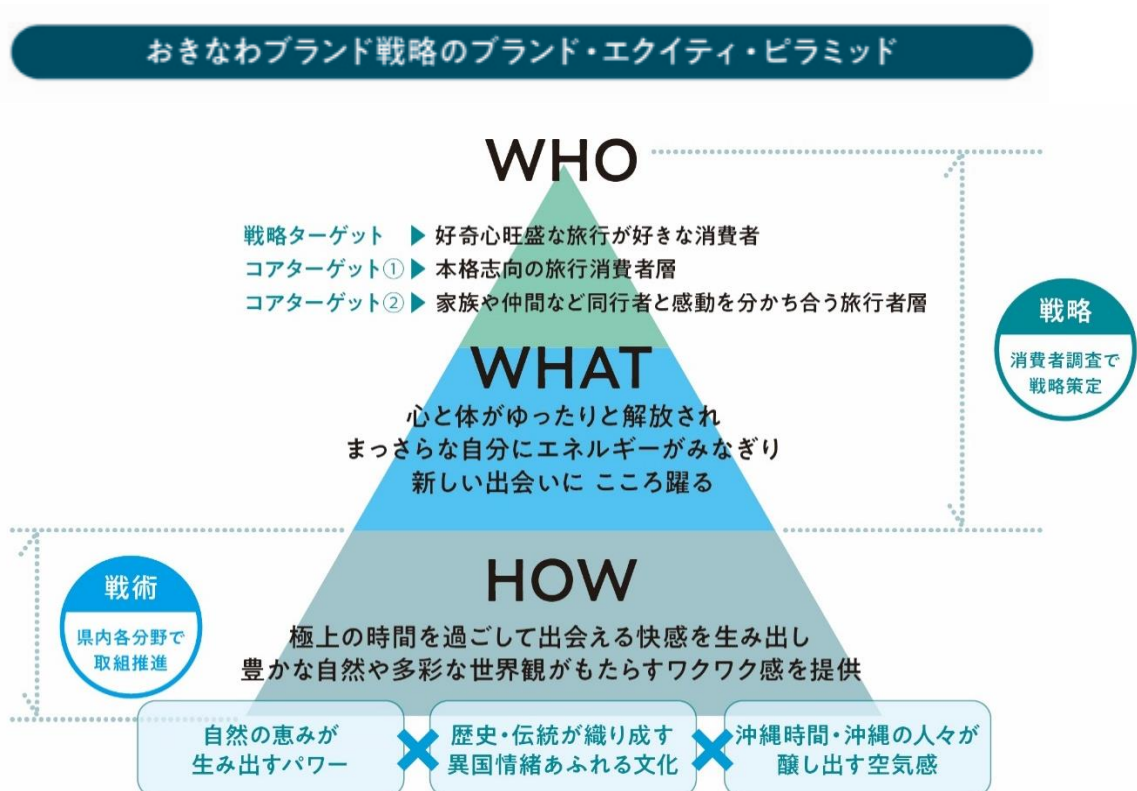 おきなわブランド戦略のブランド・エクイティ・ピラミッド
WHO
戦略ターゲット ▶ 好奇心旺盛な旅行が好きな消費者
コアターゲット① ▶ 本格志向の旅行消費者層
コアターゲット② ▶ 家族や仲間など同行者と感動を分かち合う旅行者層
戦略
消費者調査で
戦略策定
WHAT
心と体がゆったりと解放され
まっさらな自分にエネルギーがみなぎり
新しい出会いに こころ躍る
戦術
県内各分野で
取組推進
HOW
極上の時間を過ごして出会える快感を生み出し
豊かな自然や多彩な世界観がもたらすワクワク感を提供
自然の恵みが
生み出すパワー
×
歴史・伝統が織り成す
異国情緒あふれる文化
×
沖縄時間・沖縄の人々が
醸し出す空気感